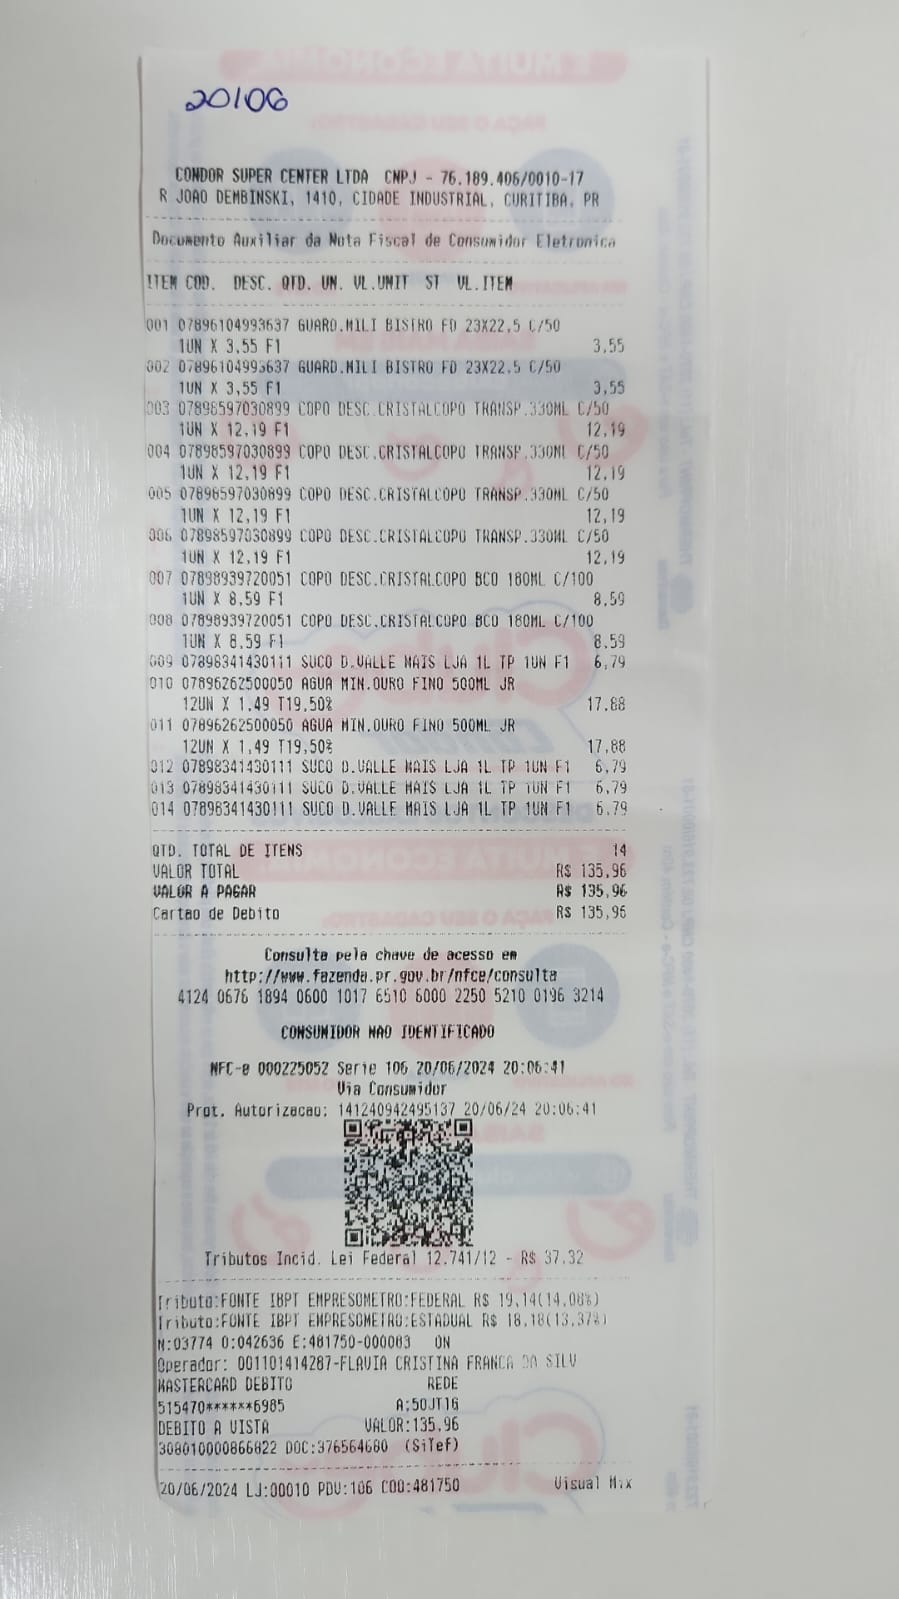 20106
CONDOR SUPER CENTER LTDA CNPJ - 76.189.406/0010-17
R JOAO DEMBINSKI, 1410, CIDADE INDUSTRIAL, CURITIBA, PR
Documento Auxiliar da Nota Fiscal de Consumidor Eletronica
ITEM COD. DESC. QTD. UN. VL.UNIT ST VL.ITEM
001 07896104993637 GUARD.MILI BISTRO FD 23X22,5 C/50
1UN X 3,55 F1 3,55
002 07896104993637 GUARD.MILI BISTRO FD 23X22,5 C/50
1UN X 3,55 F1 3,55
003 07898597030899 COPO DESC.CRISTALCOPO TRANSP.330ML C/50
1UN X 12,19 F1 12,19
004 07898597030899 COPO DESC.CRISTALCOPO TRANSP.330ML C/50
1UN X 12,19 F1 12,19
005 07898597030899 COPO DESC.CRISTALCOPO TRANSP.330ML C/50
1UN X 12,19 F1 12,19
006 07898597030899 COPO DESC.CRISTALCOPO TRANSP.330ML C/50
1UN X 12,19 F1 12,19
007 07898939720051 COPO DESC.CRISTALCOPO BCO 180ML C/100
1UN X 8,59 F1 8,59
008 07898939720051 COPO DESC.CRISTALCOPO BCO 180ML C/100
1UN X 8,59 F1 8,59
009 07898341430111 SUCO D.VALLE MAIS LJA 1L TP 1UN F1 6,79
010 07896262500050 AGUA MIN.OURO FINO 500ML JR
12UN X 1,49 T19,50% 17,88
011 07896262500050 AGUA MIN.OURO FINO 500ML JR
12UN X 1,49 T19,50% 17,88
012 07898341430111 SUCO D.VALLE MAIS LJA 1L TP 1UN F1 6,79
013 07898341430111 SUCO D.VALLE MAIS LJA 1L TP 1UN F1 6,79
014 07898341430111 SUCO D.VALLE MAIS LJA 1L TP 1UN F1 6,79
QTD. TOTAL DE ITENS 14
VALOR TOTAL R$ 135,96
VALOR A PAGAR R$ 135,96
Cartao de Debito R$ 135,96
Consulta pela chave de acesso em
http://www.fazenda.pr.gov.br/nfce/consulta
4124 0676 1894 0600 1017 6510 6000 2250 5210 0196 3214
CONSUMIDOR NAO IDENTIFICADO
NFC-e 000225052 Serie 106 20/06/2024 20:06:41
Via Consumidor
Prot. Autorizacao: 141240942495137 20/06/24 20:06:41
Tributos Incid. Lei Federal 12.741/12 - R$ 37,32
Tributo:FONTE IBPT EMPRESOMETRO:FEDERAL R$ 19,14(14,08%)
Tributo:FONTE IBPT EMPRESOMETRO:ESTADUAL R$ 18,18(13,37%)
N:03774 O:042636 E:481750-000083 ON
Operador: 001101414287-FLAVIA CRISTINA FRANCA DA SILV
MASTERCARD DEBITO REDE
515470******6985 A:50JT16
DEBITO A VISTA VALOR:135,96
308010000866822 DOC:376564680 (SiTef)
20/06/2024 LJ:00010 PDV:106 COO:481750 Visual Mix